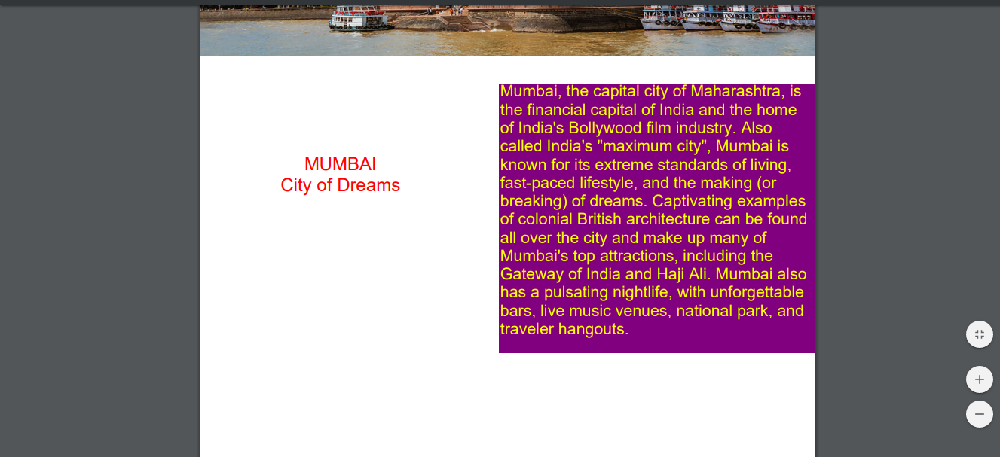 MUMBAI
City of Dreams
Mumbai, the capital city of Maharashtra, is
the financial capital of India and the home
of India's Bollywood film industry. Also
called India's "maximum city", Mumbai is
known for its extreme standards of living,
fast-paced lifestyle, and the making (or
breaking) of dreams. Captivating examples
of colonial British architecture can be found
all over the city and make up many of
Mumbai's top attractions, including the
Gateway of India and Haji Ali. Mumbai also
has a pulsating nightlife, with unforgettable
bars, live music venues, national park, and
traveler hangouts.